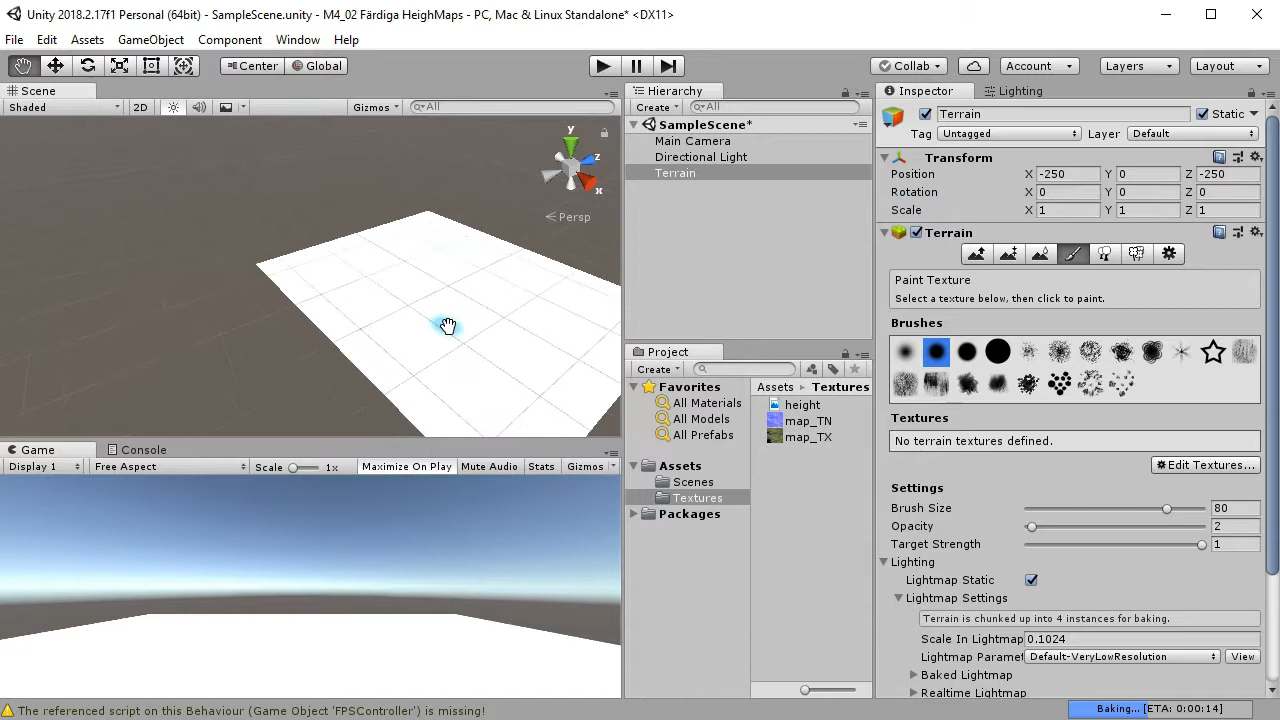 Unity 2018.2.17f1 Personal (64bit) - SampleScene.unity - M4_02 Färdiga HeighMaps - PC, Mac & Linux Standalone* <DX11>
File Edit Assets GameObject Component Window Help
Center Global Collab Account Layers Layout
Scene
Shaded 2D Gizmos All
y
z
x
Persp
Hierarchy
Create All
SampleScene*
Main Camera
Directional Light
Terrain
Project
Create
Favorites
All Materials
All Models
All Prefabs
Assets
Scenes
Textures
Packages
Assets Textures
height
map_TN
map_TX
Game Console
Display 1 Free Aspect Scale 1x Maximize On Play Mute Audio Stats Gizmos
Inspector Lighting
Terrain Static
Tag Untagged Layer Default
Transform
Position X -250 Y 0 Z -250
Rotation X 0 Y 0 Z 0
Scale X 1 Y 1 Z 1
Terrain
Paint Texture
Select a texture below, then click to paint.
Brushes
Textures
No terrain textures defined.
Edit Textures...
Settings
Brush Size 80
Opacity 2
Target Strength 1
Lighting
Lightmap Static
Lightmap Settings
Terrain is chunked up into 4 instances for baking.
Scale In Lightmap 0.1024
Lightmap Paramet Default-VeryLowResolution View
Baked Lightmap
Realtime Lightmap
The referenced script on this Behaviour (Game Object 'FPSController') is missing!
Baking... [ETA: 0:00:14]